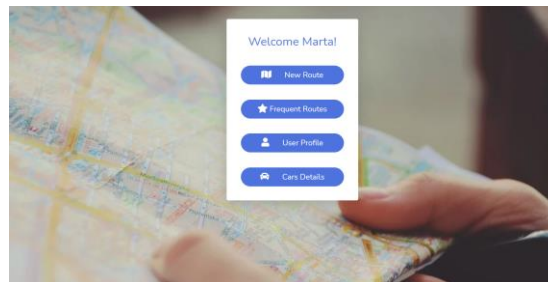 Welcome Marta!
New Route
Frequent Routes
User Profile
Cars Details